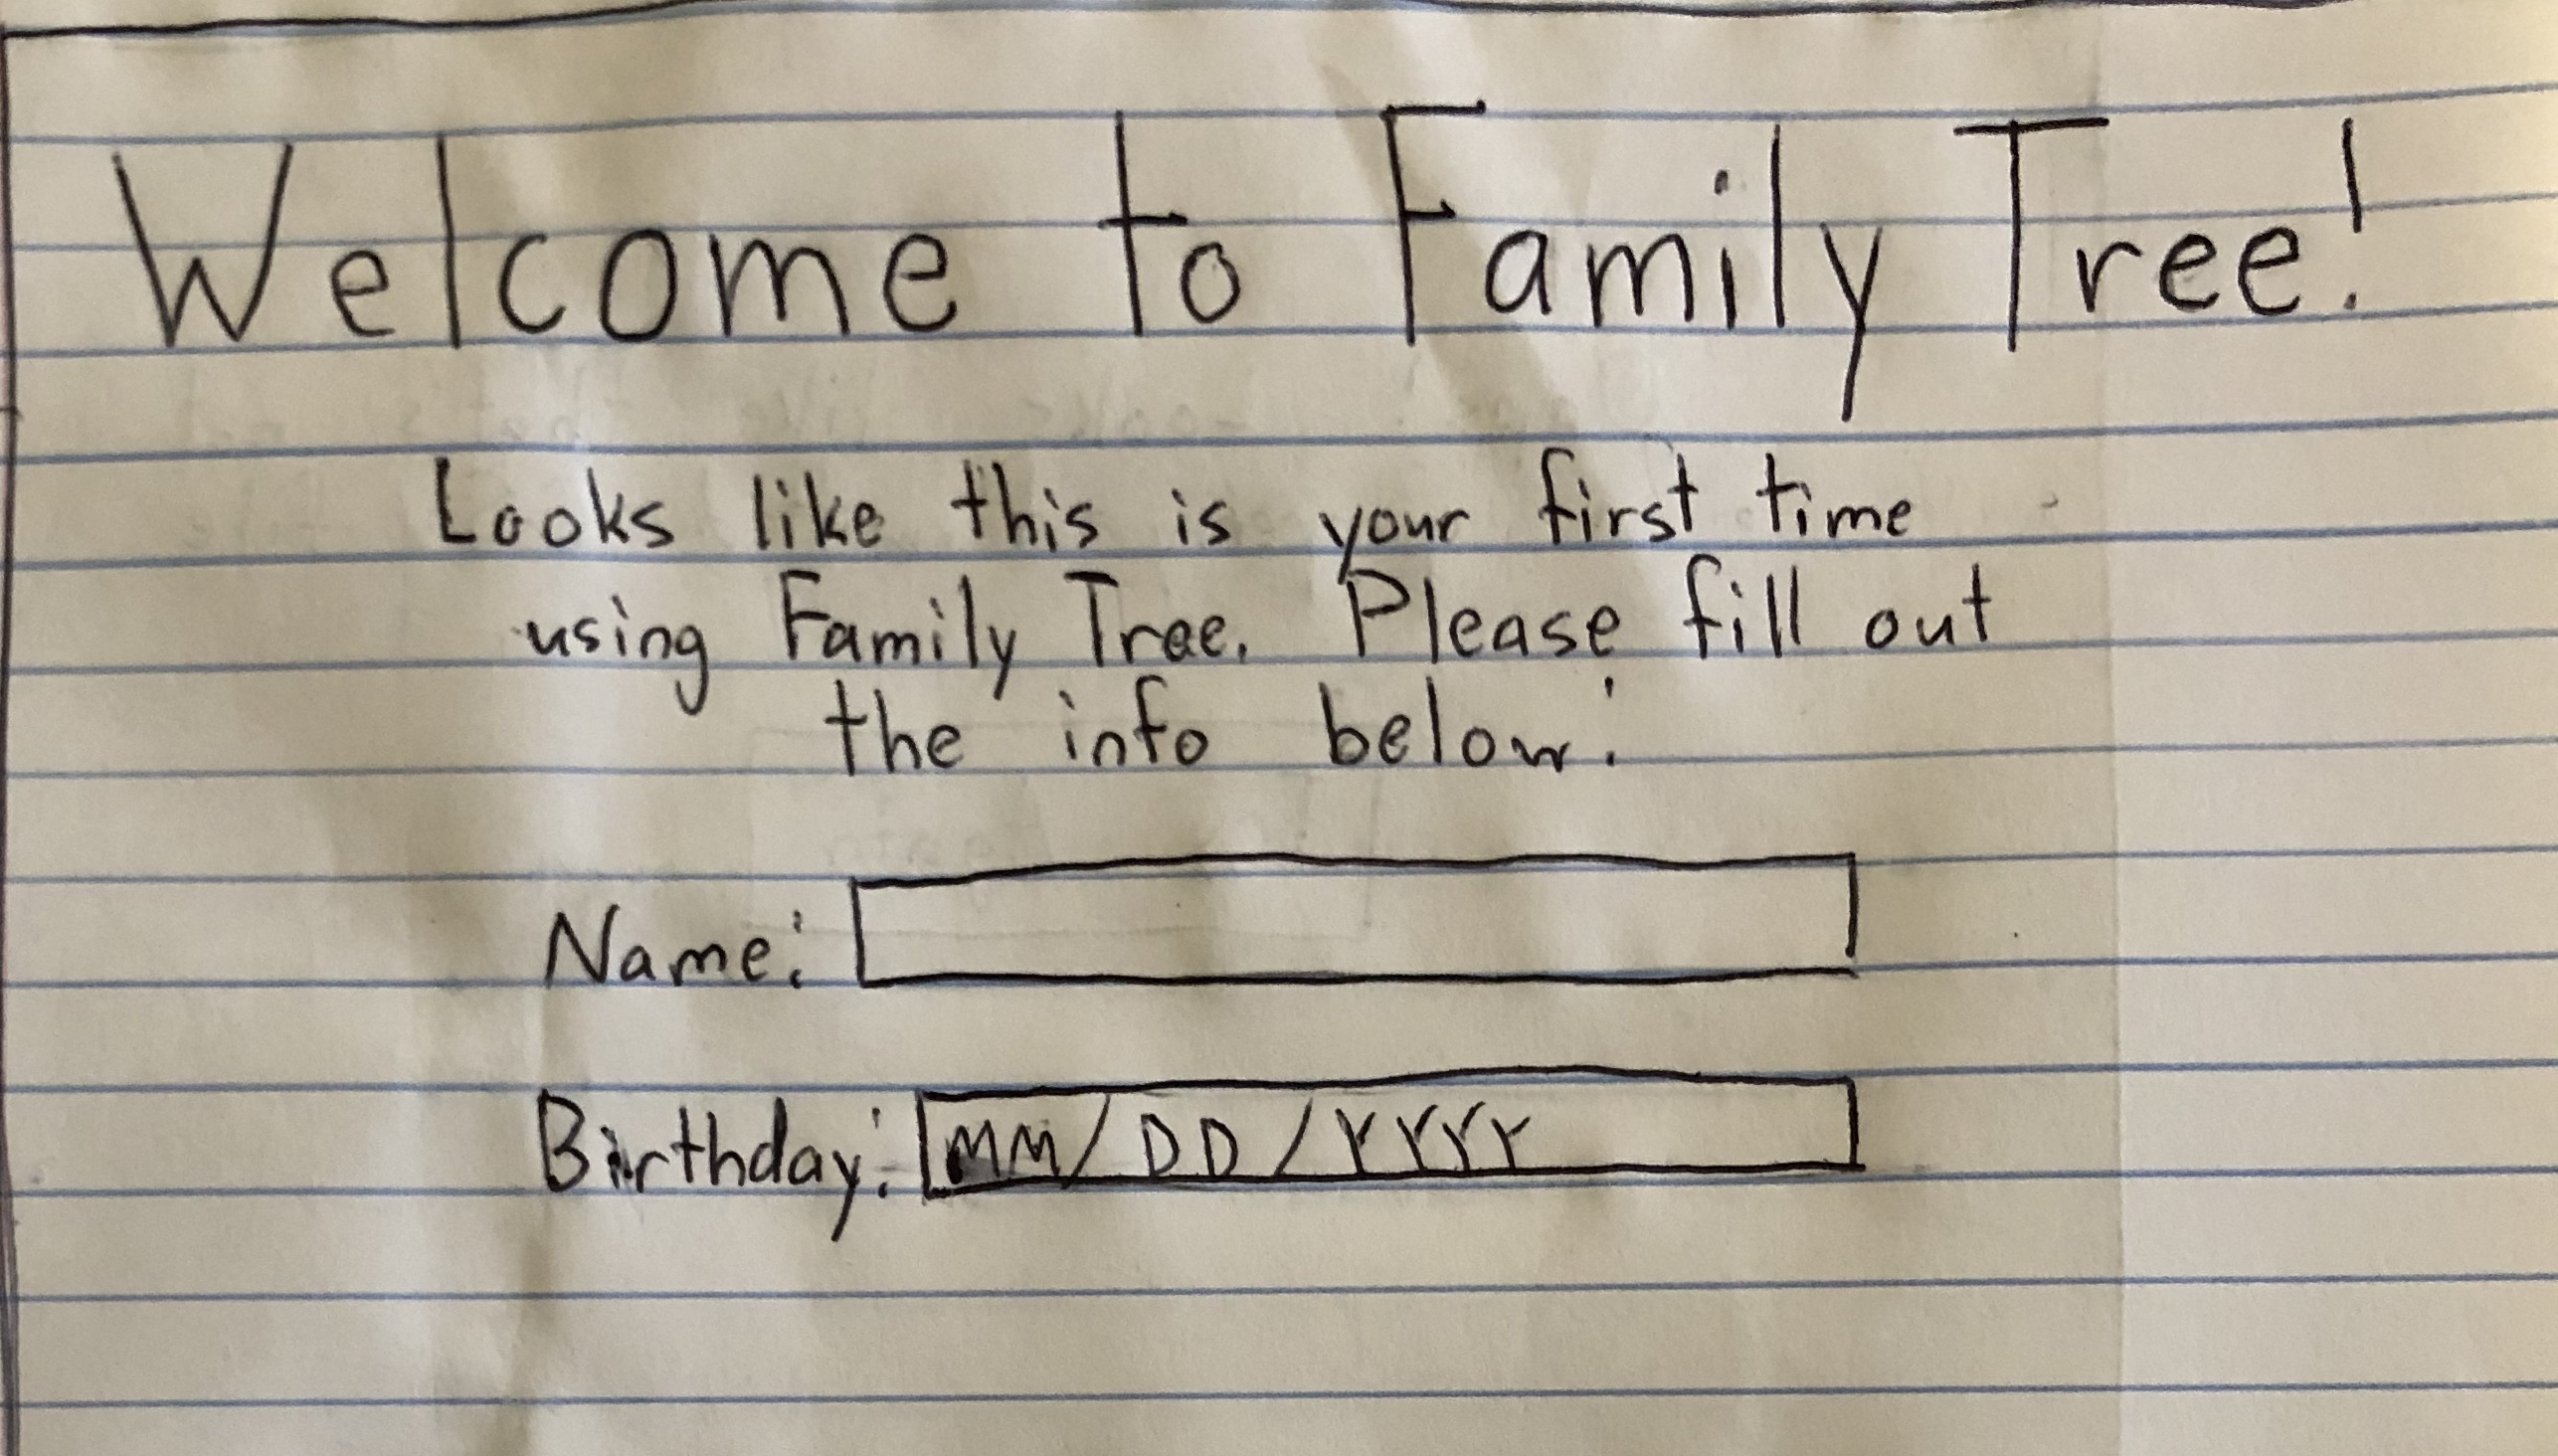 Welcome to Family Tree!
Looks like this is your first time
using Family Tree. Please fill out
the info below:
Name:
Birthday: MM/DD/YYYY